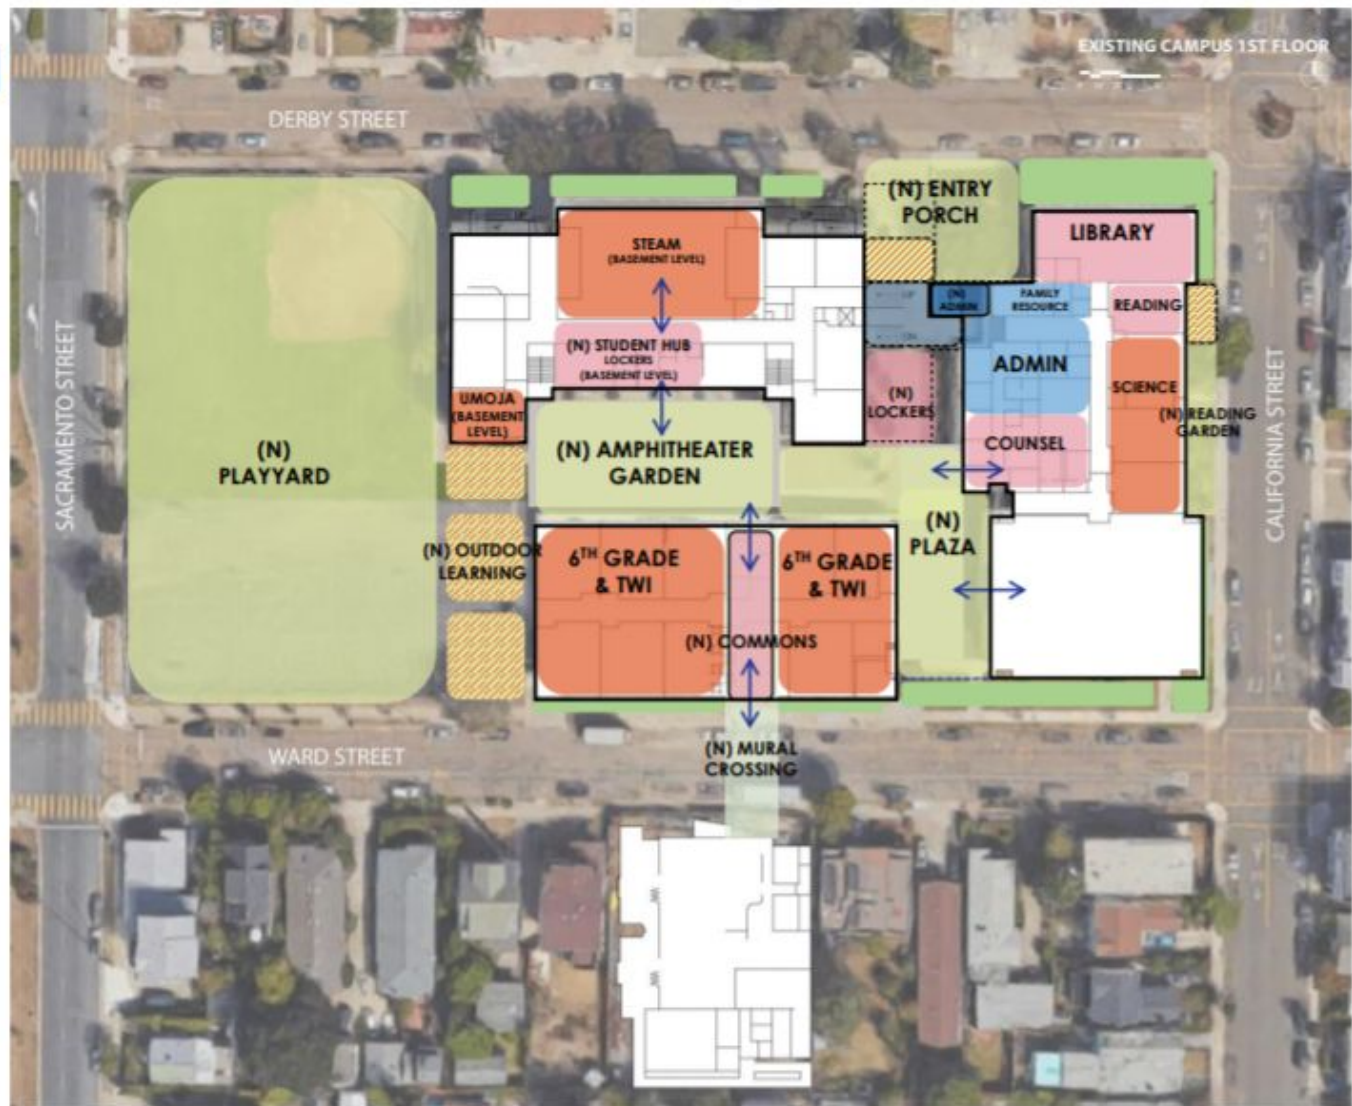 EXISTING CAMPUS 1ST FLOOR
DERBY STREET
(N) ENTRY
PORCH
LIBRARY
STEAM
(BASEMENT LEVEL)
(N)
ADMIN
FAMILY
RESOURCE
READING
UP
DN
(N) STUDENT HUB
LOCKERS
(BASEMENT LEVEL)
ADMIN
SCIENCE
UMOJA
(BASEMENT
LEVEL)
(N)
LOCKERS
(N) READING
GARDEN
COUNSEL
SACRAMENTO STREET
CALIFORNIA STREET
(N)
PLAYYARD
(N) AMPHITHEATER
GARDEN
(N)
PLAZA
(N) OUTDOOR
LEARNING
6TH GRADE
& TWI
6TH GRADE
& TWI
(N) COMMONS
WARD STREET
(N) MURAL
CROSSING